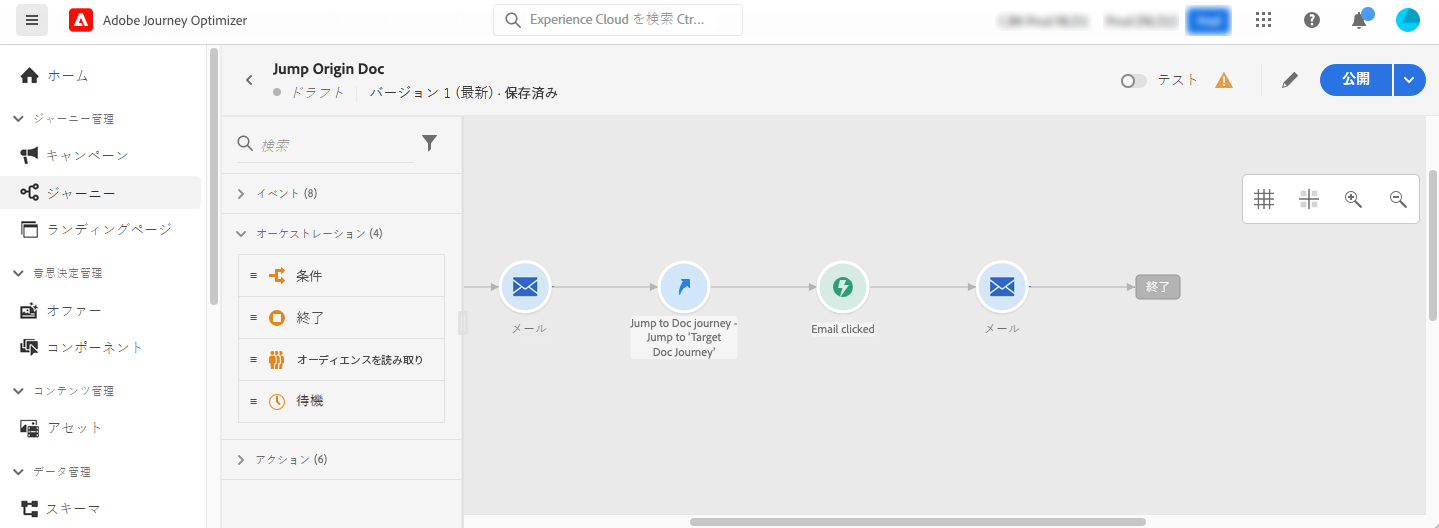 Adobe Journey Optimizer
Experience Cloud を検索 Ctr...
ホーム
ジャーニー管理
キャンペーン
ジャーニー
ランディングページ
意思決定管理
オファー
コンポーネント
コンテンツ管理
アセット
データ管理
スキーマ
Jump Origin Doc
ドラフト
バージョン 1 (最新) · 保存済み
テスト
公開
検索
イベント (8)
オーケストレーション (4)
条件
終了
オーディエンスを読み取り
待機
アクション (6)
メール
Jump to Doc journey -
Jump to 'Target
Doc Journey'
Email clicked
メール
終了